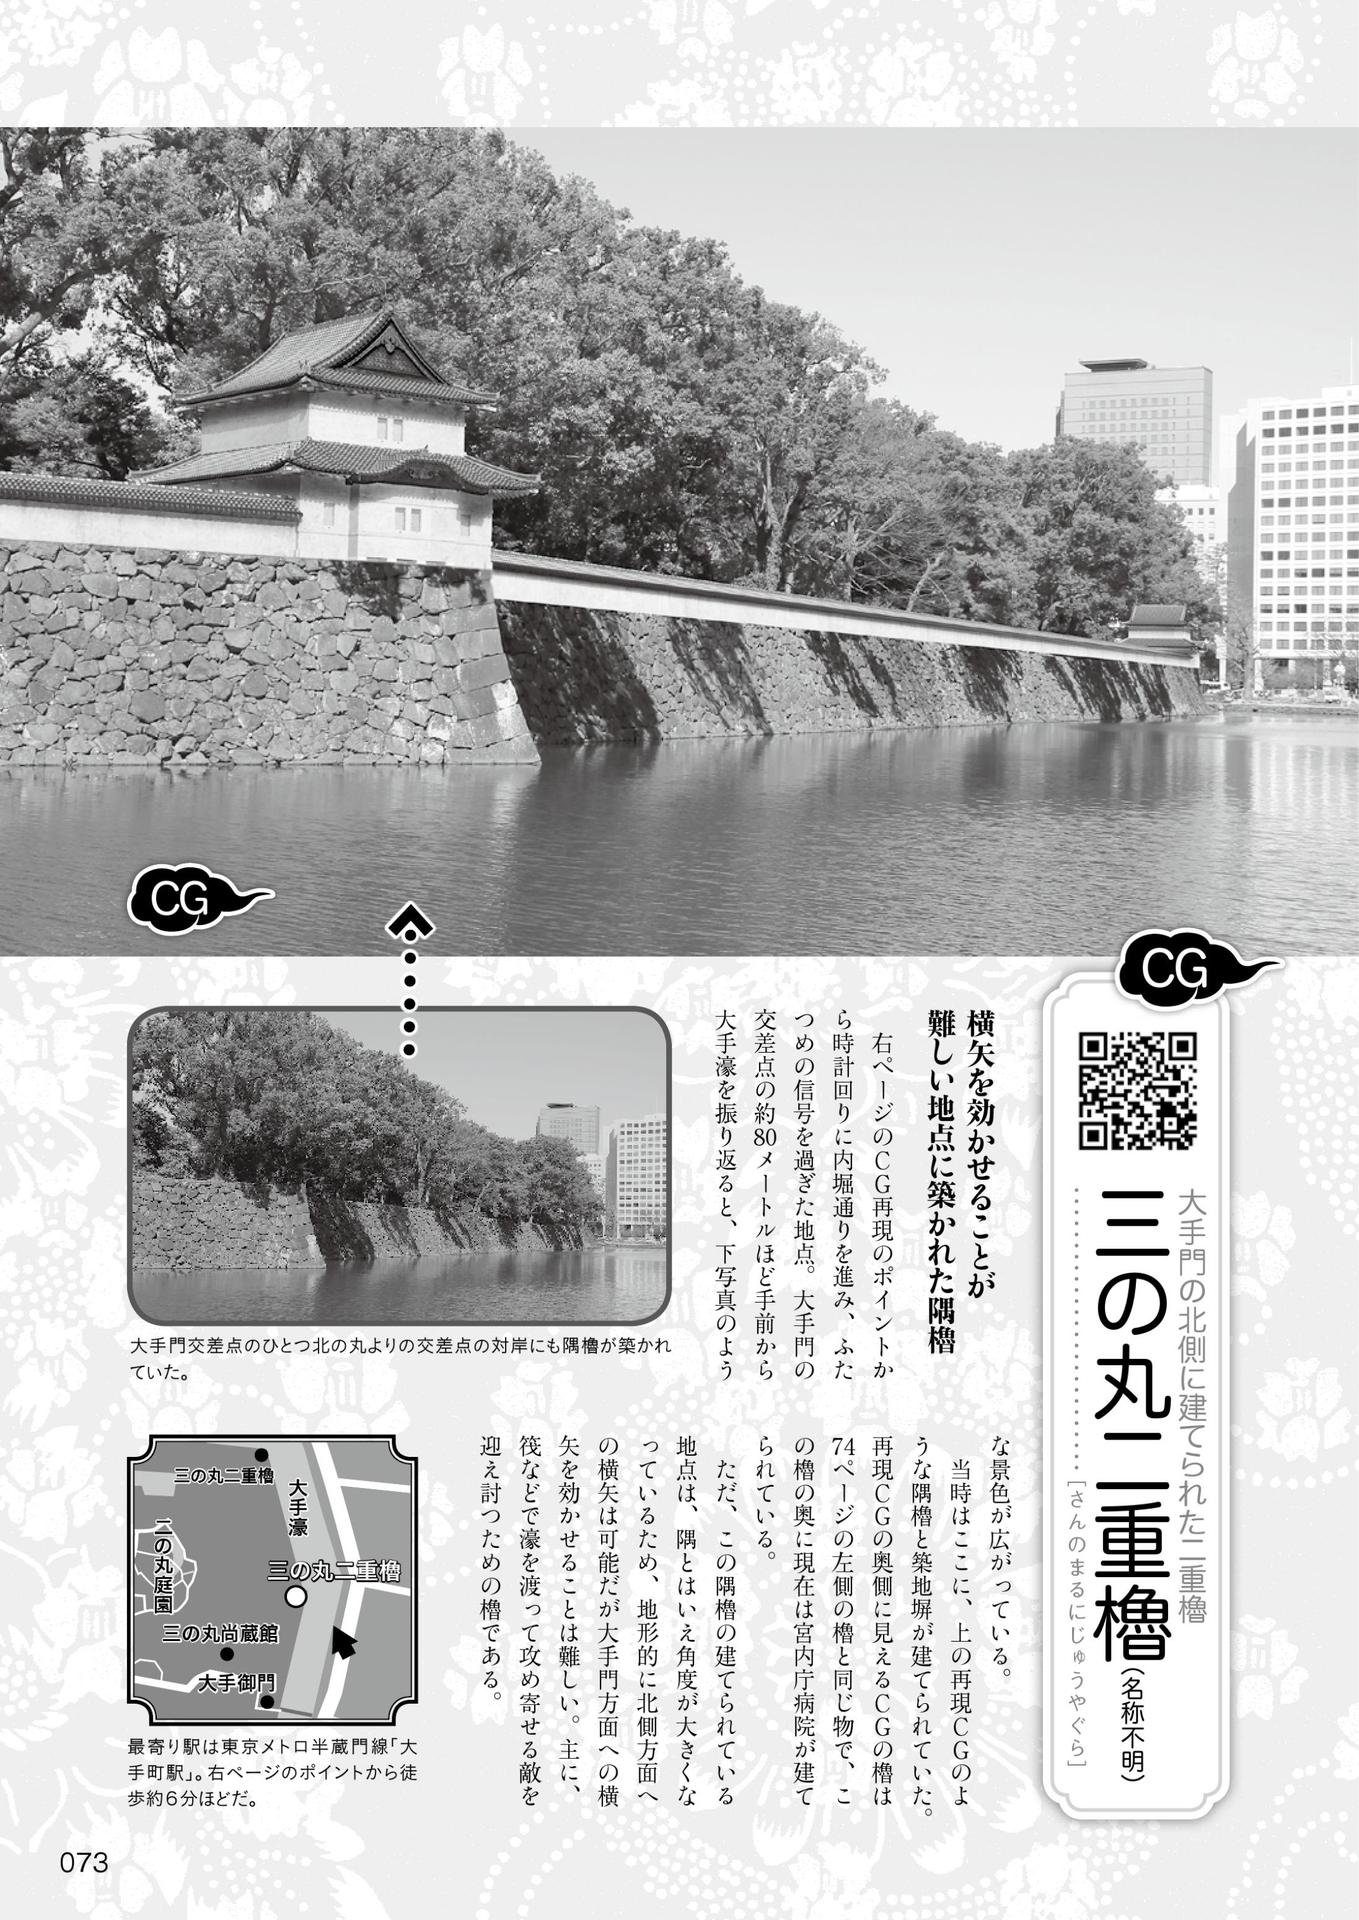 CG
CG
大手門の北側に建てられた二重櫓
三の丸二重櫓(名称不明)
[さんのまるにじゅうやぐら]
横矢を効かせることが
難しい地点に築かれた隅櫓
右ページのCG再現のポイントか
ら時計回りに内堀通りを進み、ふた
つめの信号を過ぎた地点。大手門の
交差点の約80メートルほど手前から
大手濠を振り返ると、下写真のよう
な景色が広がっている。
当時はここに、上の再現CGのよ
うな隅櫓と築地塀が建てられていた。
再現CGの奥側に見えるCGの櫓は
74ページの左側の櫓と同じ物で、こ
の櫓の奥に現在は宮内庁病院が建て
られている。
ただ、この隅櫓の建てられている
地点は、隅とはいえ角度が大きくな
っているため、地形的に北側方面へ
の横矢は可能だが大手門方面への横
矢を効かせることは難しい。主に、
筏などで濠を渡って攻め寄せる敵を
迎え討つための櫓である。
大手門交差点のひとつ北の丸よりの交差点の対岸にも隅櫓が築かれ
ていた。
三の丸二重櫓
大手濠
二の丸庭園
三の丸二重櫓
三の丸尚蔵館
大手御門
最寄り駅は東京メトロ半蔵門線「大
手町駅」。右ページのポイントから徒
歩約6分ほどだ。
073